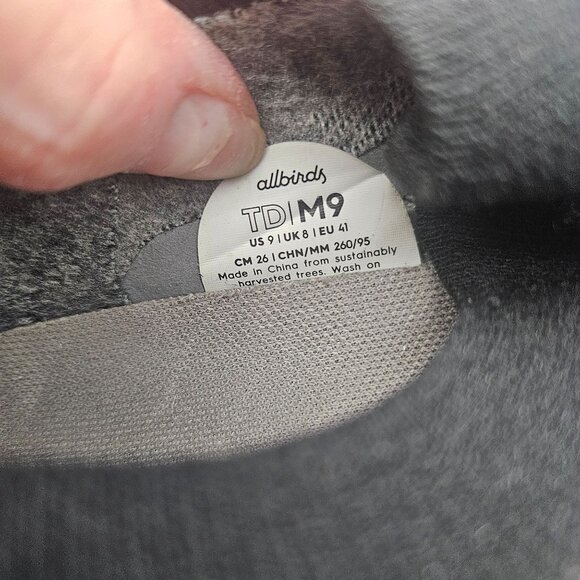 allbirds
TD|M9
US 9 | UK 8 | EU 41
CM 26 | CHN/MM 260/95
Made in China from sustainably
harvested trees. Wash on